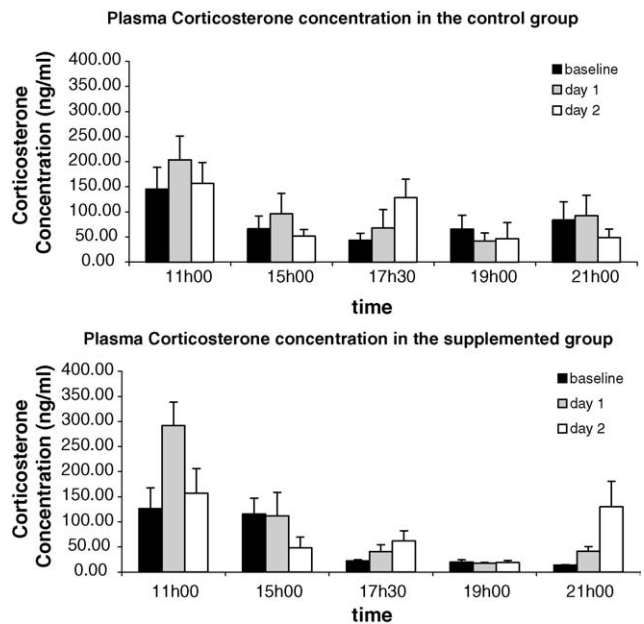 Plasma Corticosterone concentration in the control group
Corticosterone
Concentration (ng/ml)
400.00
350.00
300.00
250.00
200.00
150.00
100.00
50.00
0.00
baseline
day 1
day 2
11h00 15h00 17h30 19h00 21h00
time
Plasma Corticosterone concentration in the supplemented group
Corticosterone
Concentration (ng/ml)
400.00
350.00
300.00
250.00
200.00
150.00
100.00
50.00
0.00
baseline
day 1
day 2
11h00 15h00 17h30 19h00 21h00
time